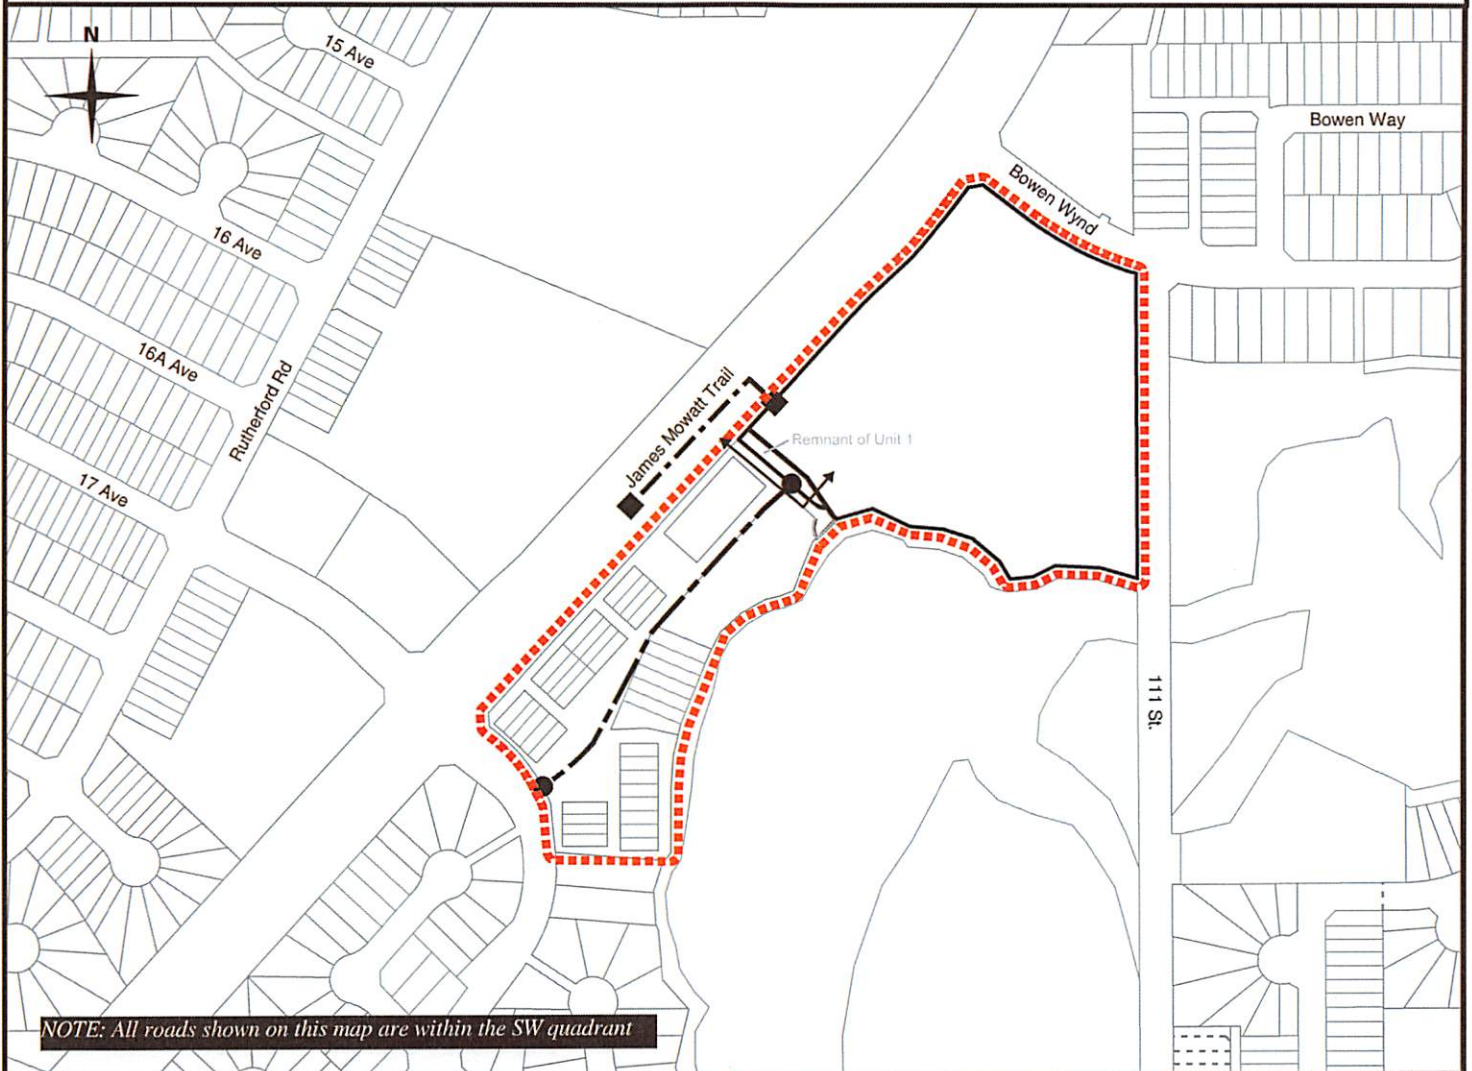 N
15 Ave
Bowen Way
Bowen Wynd
16 Ave
16A Ave
Rutherford Rd
James Mowatt Trail
Remnant of Unit 1
17 Ave
111 St.
NOTE: All roads shown on this map are within the SW quadrant